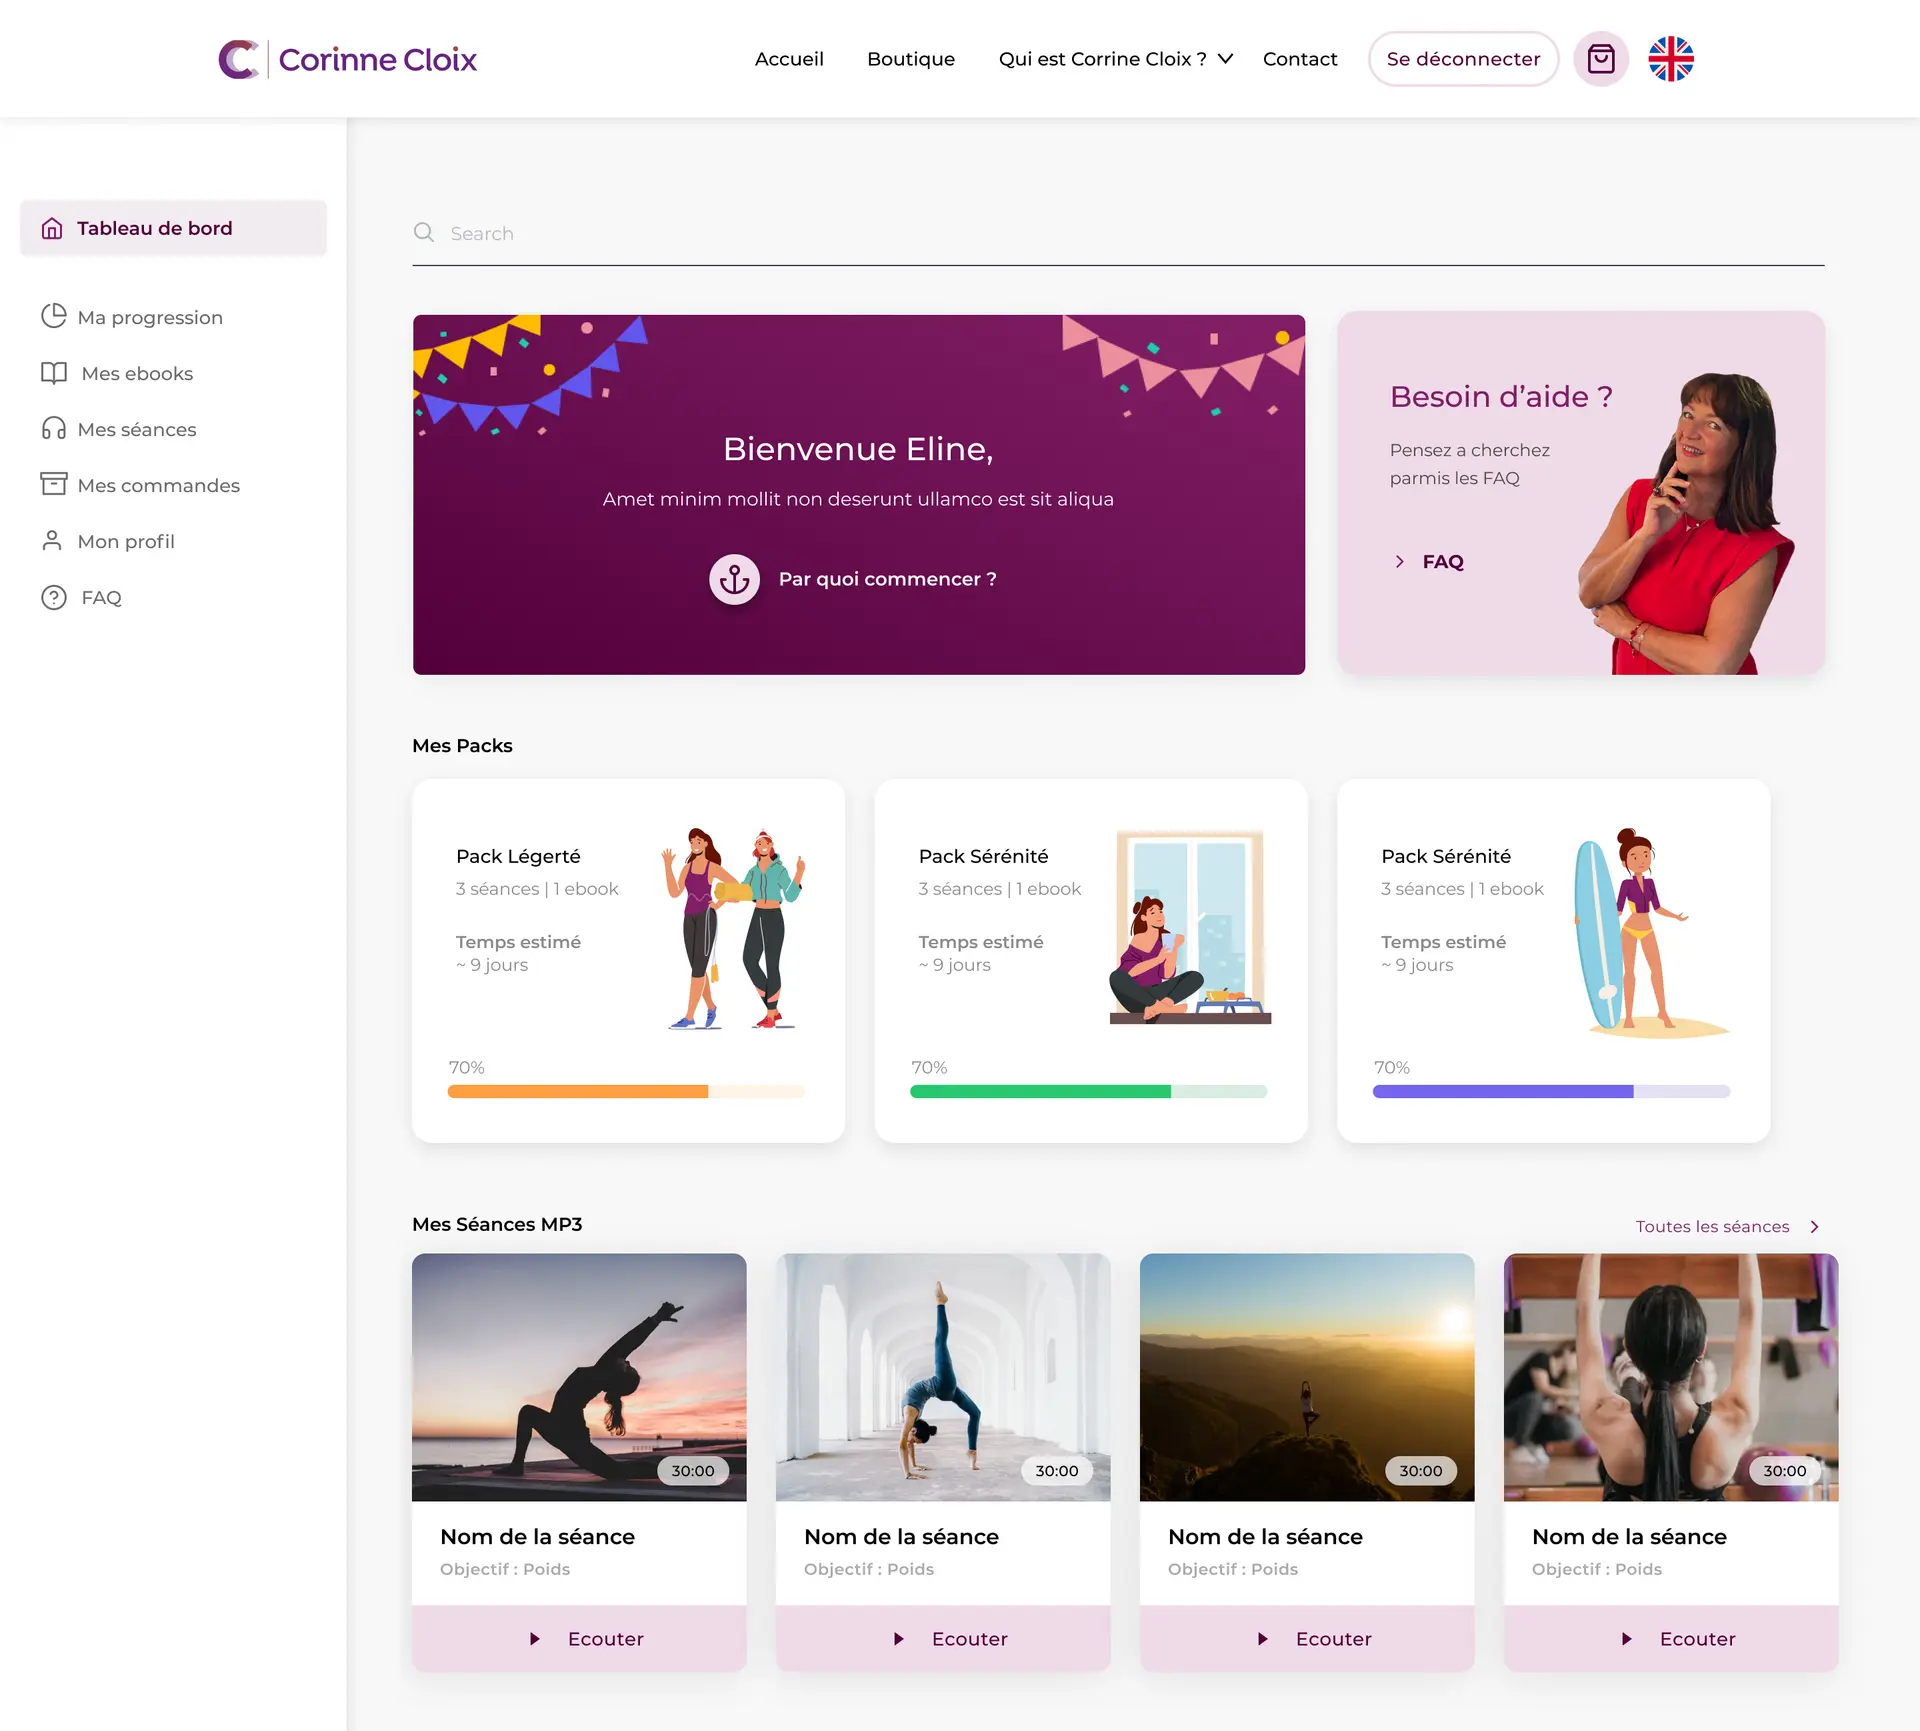 Corinne Cloix
Accueil
Boutique
Qui est Corrine Cloix ?
Contact
Se déconnecter
Tableau de bord
Ma progression
Mes ebooks
Mes séances
Mes commandes
Mon profil
FAQ
Search
Bienvenue Eline,
Amet minim mollit non deserunt ullamco est sit aliqua
Par quoi commencer ?
Besoin d’aide ?
Pensez a cherchez
parmis les FAQ
FAQ
Mes Packs
Pack Légerté
3 séances | 1 ebook
Temps estimé
~ 9 jours
70%
Pack Sérénité
3 séances | 1 ebook
Temps estimé
~ 9 jours
70%
Pack Sérénité
3 séances | 1 ebook
Temps estimé
~ 9 jours
70%
Mes Séances MP3
Toutes les séances
30:00
Nom de la séance
Objectif : Poids
Ecouter
30:00
Nom de la séance
Objectif : Poids
Ecouter
30:00
Nom de la séance
Objectif : Poids
Ecouter
30:00
Nom de la séance
Objectif : Poids
Ecouter